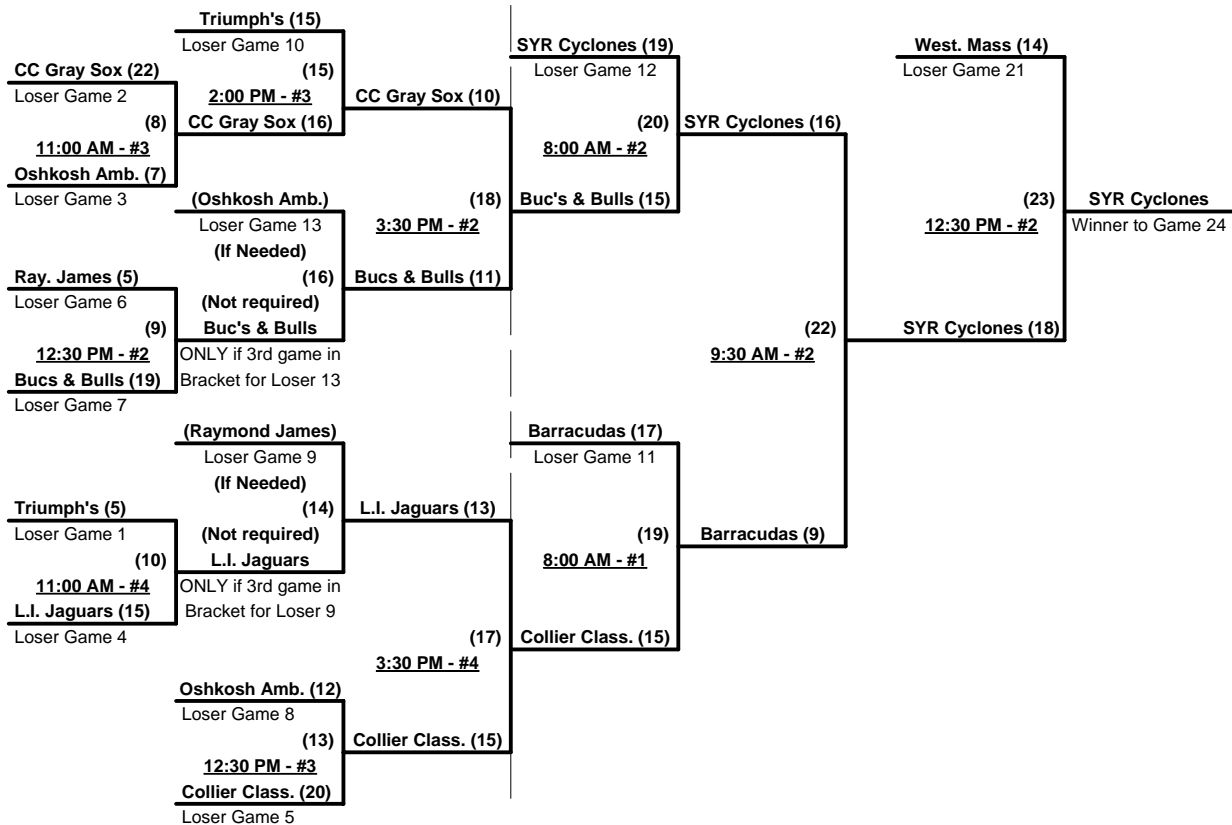 Triumph's (15)
Loser Game 10
CC Gray Sox (22)
Loser Game 2
(15)
2:00 PM - #3
(8)
CC Gray Sox (16)
11:00 AM - #3
Oshkosh Amb. (7)
Loser Game 3
CC Gray Sox (10)
(Oshkosh Amb.)
Loser Game 13
(If Needed)
(18)
3:30 PM - #2
Ray. James (5)
Loser Game 6
(16)
(Not required)
Bucs & Bulls (11)
(9)
Buc's & Bulls
12:30 PM - #2
ONLY if 3rd game in
Bracket for Loser 13
Bucs & Bulls (19)
Loser Game 7
(Raymond James)
Loser Game 9
(If Needed)
Triumph's (5)
Loser Game 1
(14)
(Not required)
L.I. Jaguars (13)
(10)
L.I. Jaguars
11:00 AM - #4
ONLY if 3rd game in
Bracket for Loser 9
L.I. Jaguars (15)
Loser Game 4
(17)
3:30 PM - #4
Oshkosh Amb. (12)
Loser Game 8
(13)
Collier Class. (15)
12:30 PM - #3
Collier Class. (20)
Loser Game 5
SYR Cyclones (19)
Loser Game 12
(20)
8:00 AM - #2
SYR Cyclones (16)
Buc's & Bulls (15)
(22)
9:30 AM - #2
Barracudas (17)
Loser Game 11
(19)
8:00 AM - #1
Barracudas (9)
Collier Class. (15)
West. Mass (14)
Loser Game 21
(23)
12:30 PM - #2
SYR Cyclones
Winner to Game 24
SYR Cyclones (18)